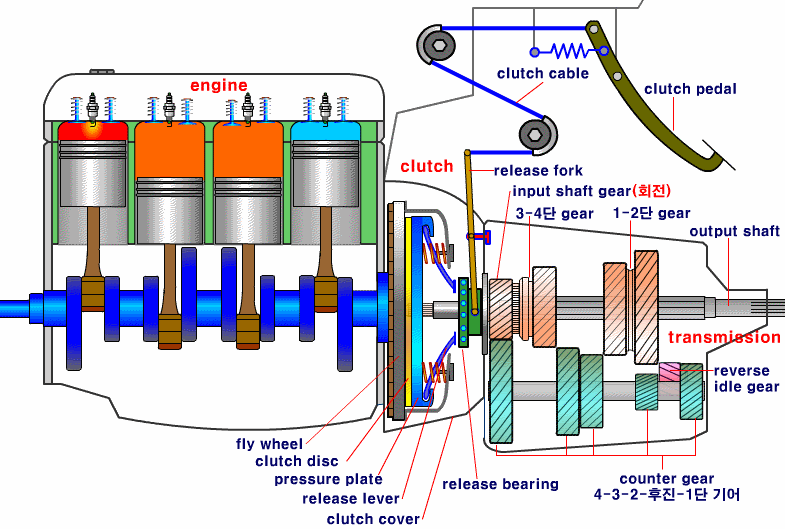 engine
clutch cable
clutch pedal
clutch
release fork
input shaft gear(회전)
3-4단 gear
1-2단 gear
output shaft
transmission
reverse
idle gear
fly wheel
clutch disc
pressure plate
release lever
clutch cover
release bearing
counter gear
4-3-2-후진-1단 기어